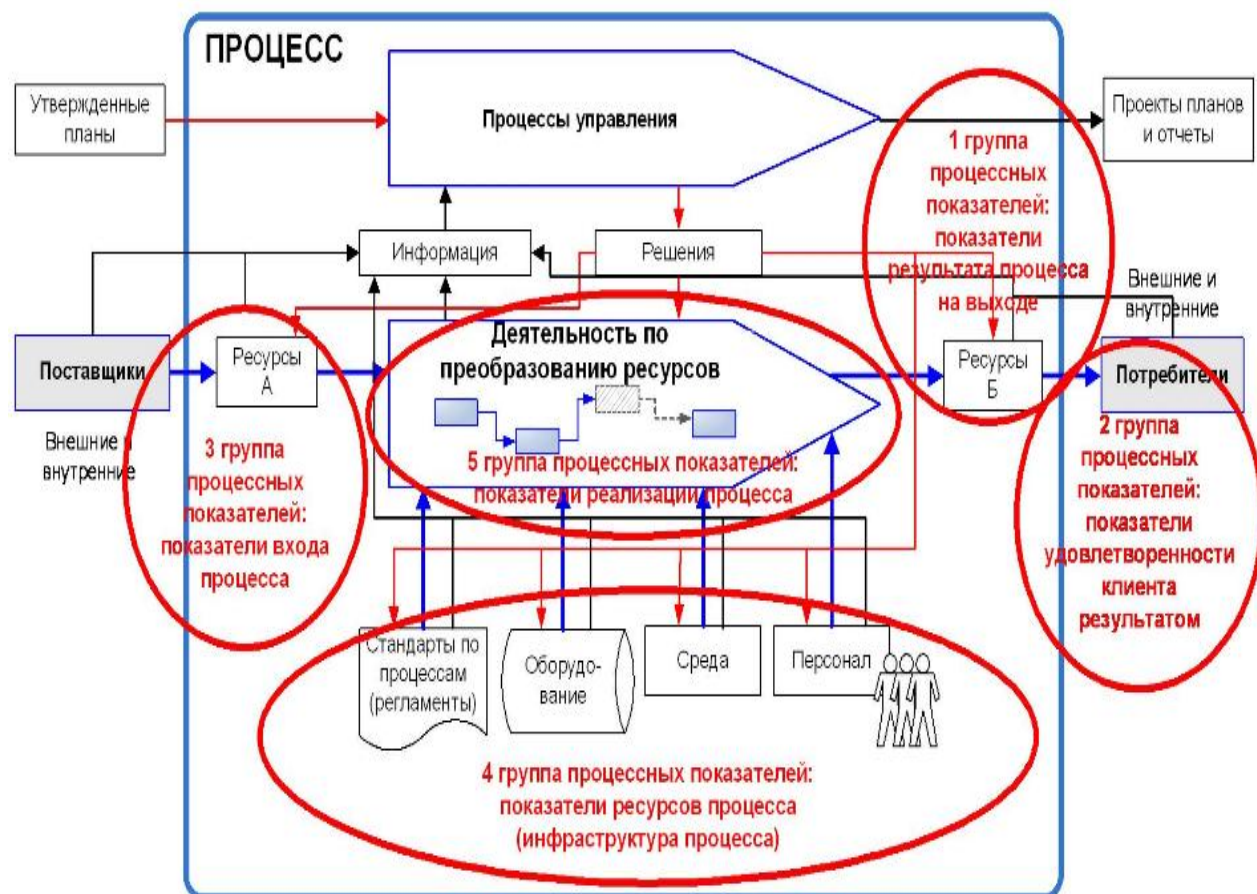 ПРОЦЕСС
Утвержденные
планы
Процессы управления
Проекты планов
и отчеты
1 группа
процессных
показателей:
показатели
результата процесса
на выходе
Информация
Решения
Внешние и
внутренние
Поставщики
Ресурсы
А
Деятельность по
преобразованию ресурсов
Ресурсы
Б
Потребители
Внешние и
внутренние
3 группа
процессных
показателей:
показатели входа
процесса
5 группа процессных показателей:
показатели реализации процесса
2 группа
процессных
показателей:
показатели
удовлетворенности
клиента
результатом
Стандарты по
процессам
(регламенты)
Оборудо-
вание
Среда
Персонал
4 группа процессных показателей:
показатели ресурсов процесса
(инфраструктура процесса)